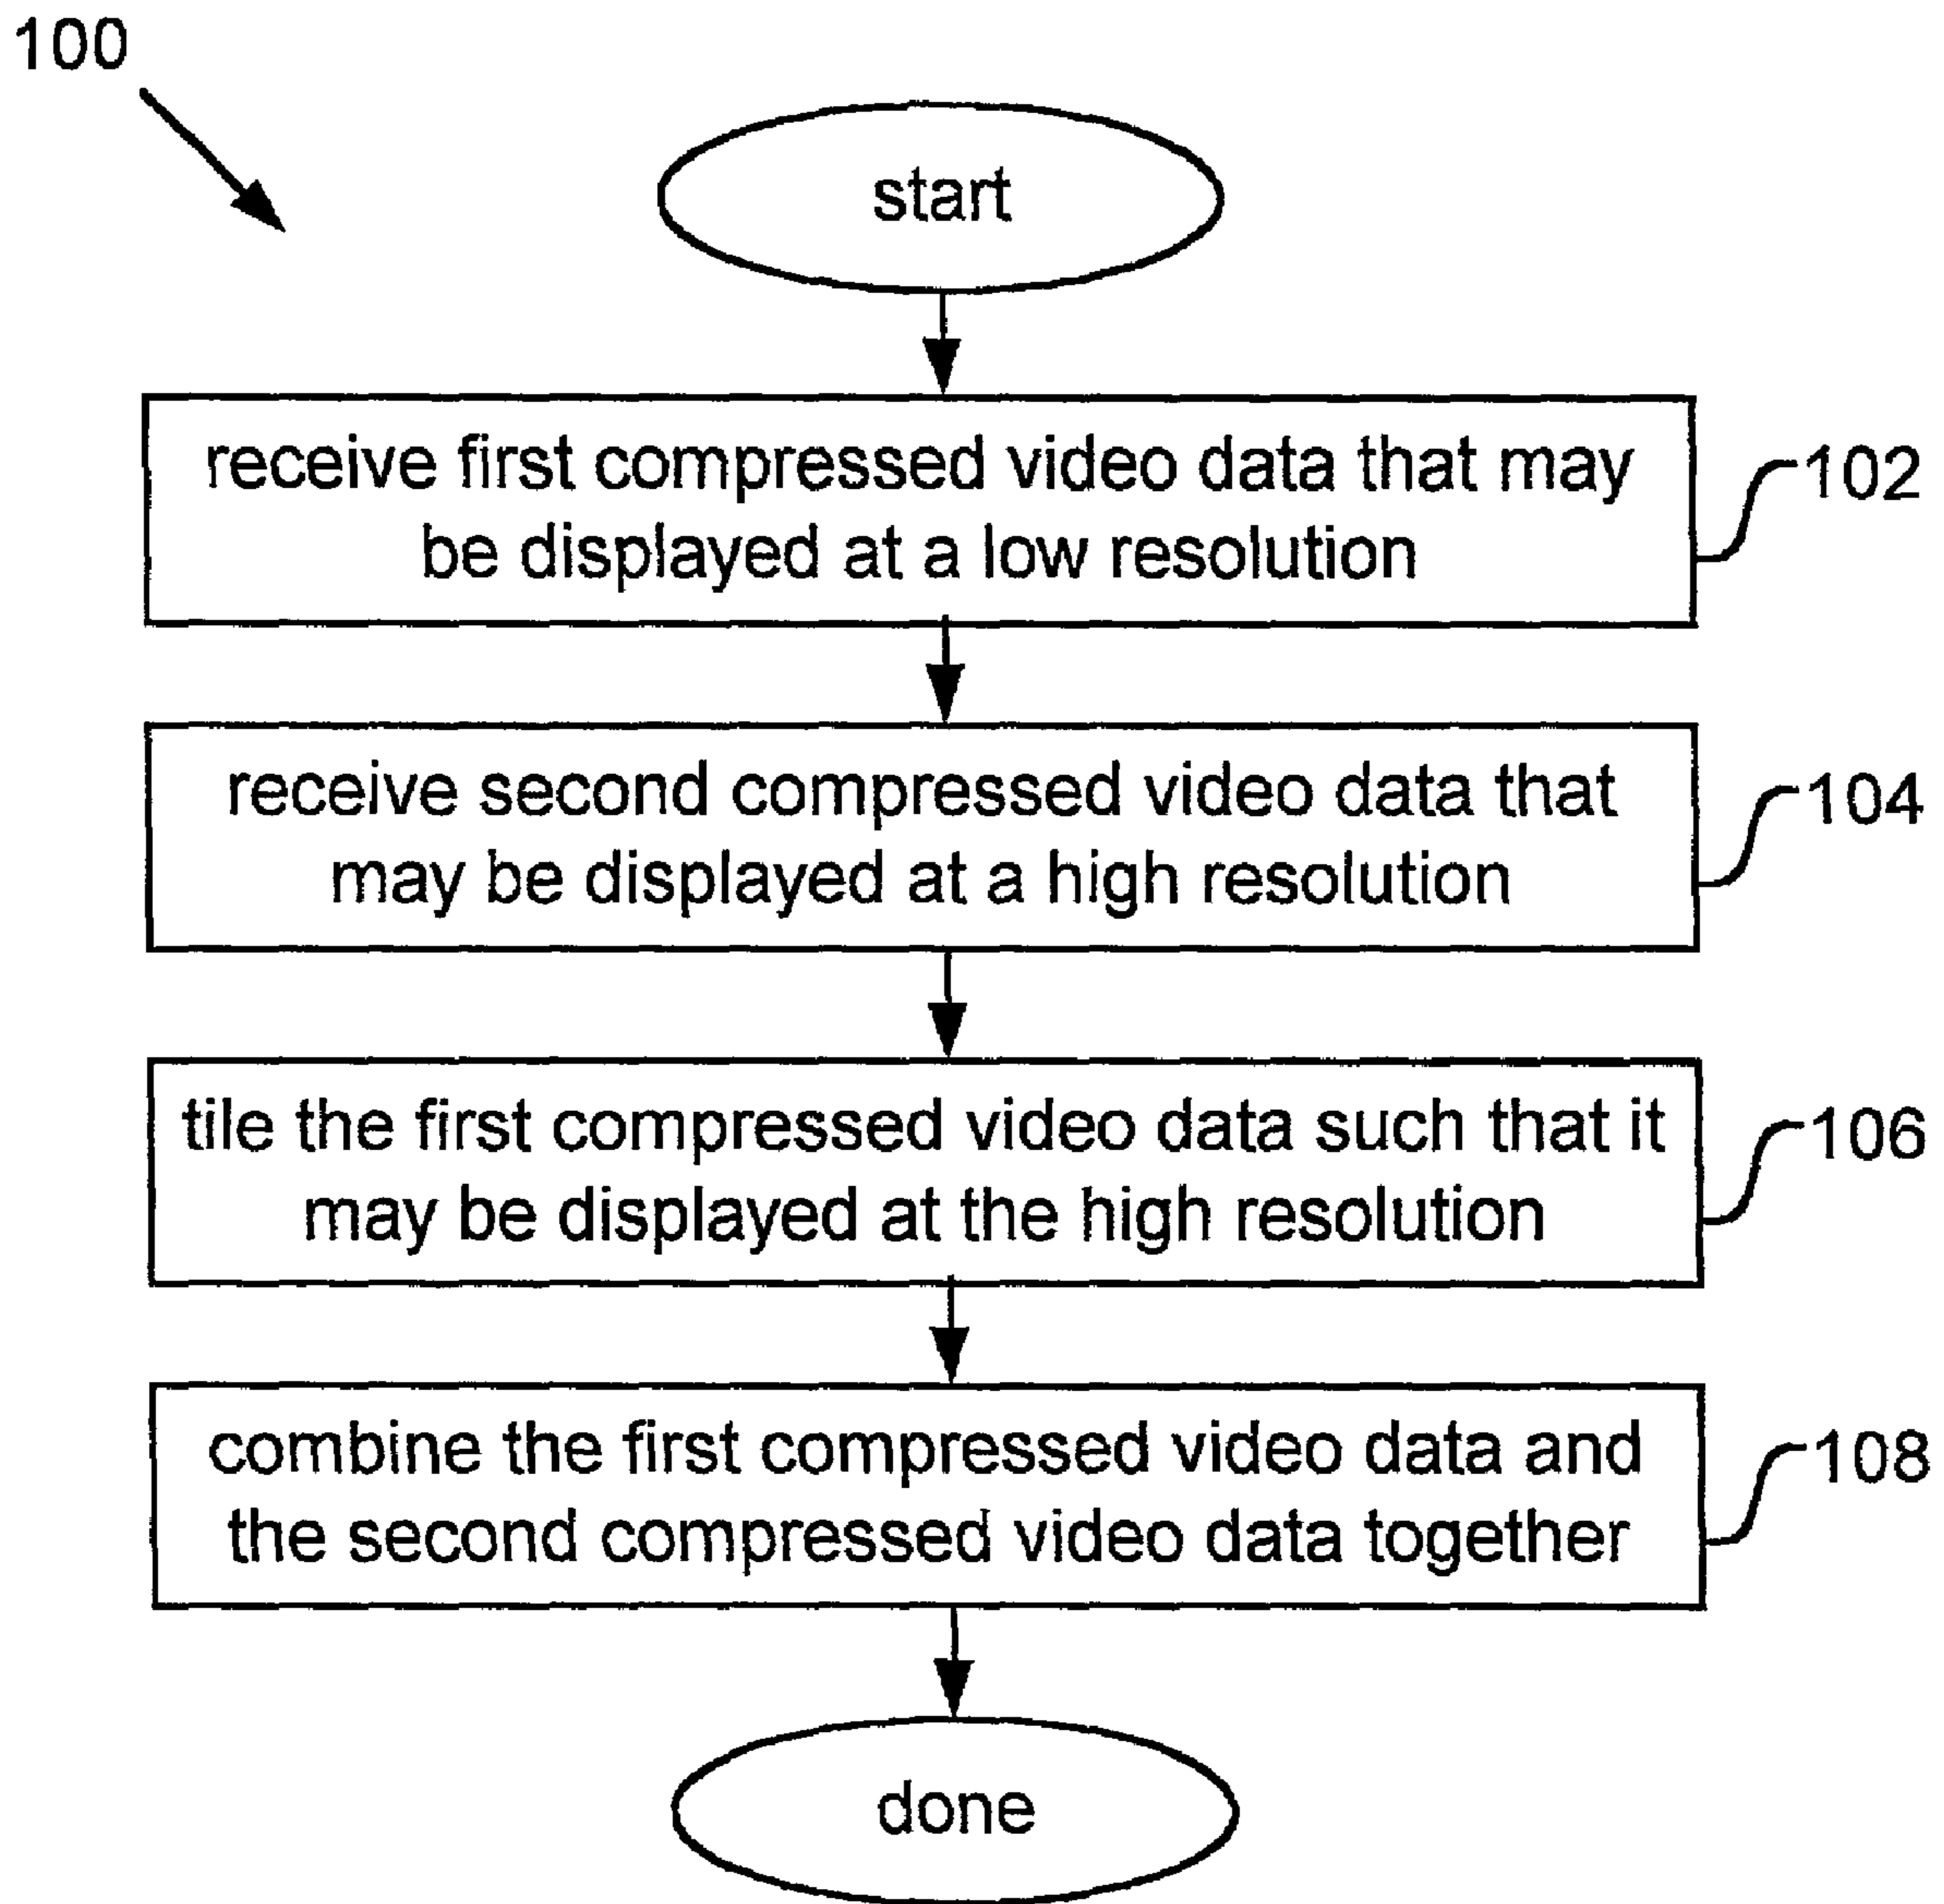 100
start
receive first compressed video data that may
be displayed at a low resolution
102
receive second compressed video data that
may be displayed at a high resolution
104
tile the first compressed video data such that it
may be displayed at the high resolution
106
combine the first compressed video data and
the second compressed video data together
108
done